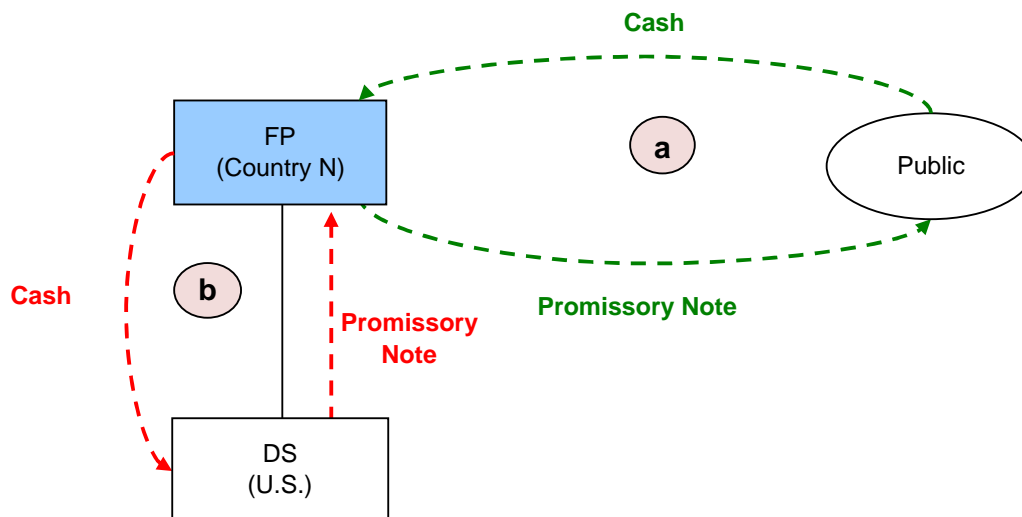 Cash
FP
(Country N)
a
Public
b
Cash
Promissory Note
Promissory
Note
DS
(U.S.)